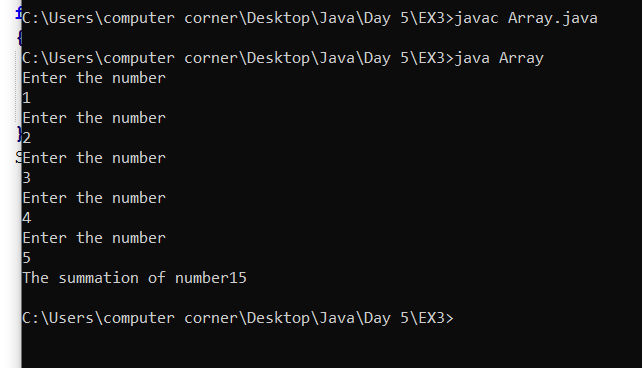 C:\Users\computer corner\Desktop\Java\Day 5\EX3>javac Array.java
C:\Users\computer corner\Desktop\Java\Day 5\EX3>java Array
Enter the number
1
Enter the number
2
Enter the number
3
Enter the number
4
Enter the number
5
The summation of number15
C:\Users\computer corner\Desktop\Java\Day 5\EX3>